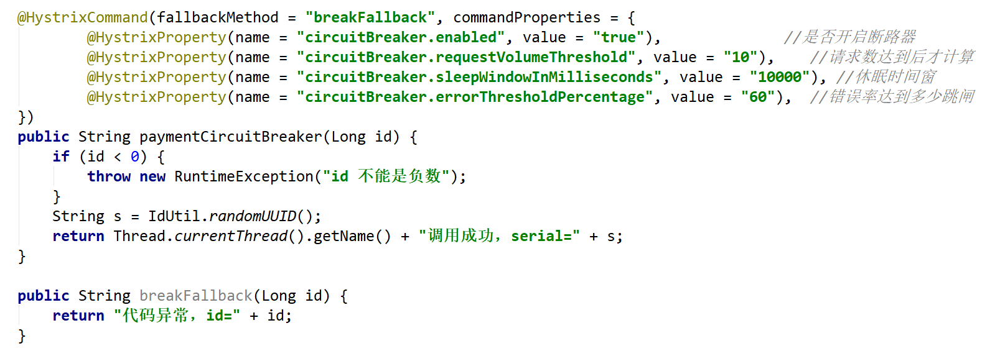 @HystrixCommand(fallbackMethod = "breakFallback", commandProperties = {
        @HystrixProperty(name = "circuitBreaker.enabled", value = "true"),              //是否开启断路器
        @HystrixProperty(name = "circuitBreaker.requestVolumeThreshold", value = "10"),    //请求数达到后才计算
        @HystrixProperty(name = "circuitBreaker.sleepWindowInMilliseconds", value = "10000"), //休眠时间窗
        @HystrixProperty(name = "circuitBreaker.errorThresholdPercentage", value = "60"),  //错误率达到多少跳闸
})
public String paymentCircuitBreaker(Long id) {
    if (id < 0) {
        throw new RuntimeException("id 不能是负数");
    }
    String s = IdUtil.randomUUID();
    return Thread.currentThread().getName() + "调用成功，serial=" + s;
}

public String breakFallback(Long id) {
    return "代码异常，id=" + id;
}